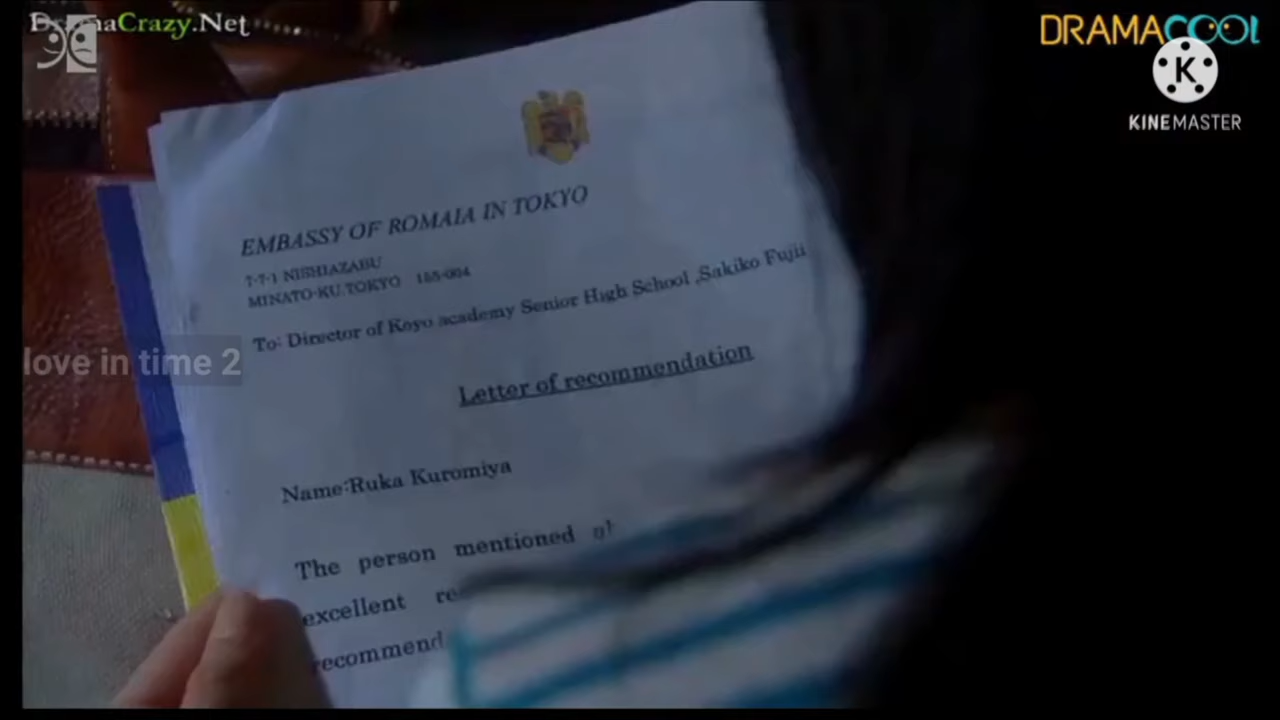 DramaCrazy.Net
DRAMACOOL
KINEMASTER
EMBASSY OF ROMAIA IN TOKYO
7-7-1 NISHIAZABU
MINATO-KU.TOKYO 155-004
To: Director of Koyo academy Senior High School ,Sakiko Fujii
love in time 2
Letter of recommendation
Name:Ruka Kuromiya
The person mentioned
excellent
recommend